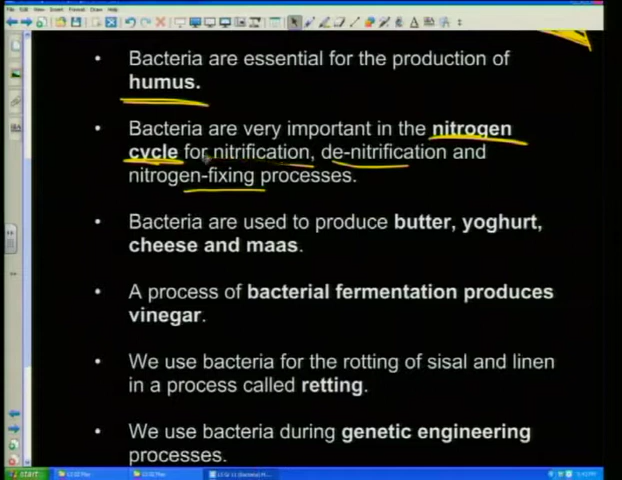 Bacteria are essential for the production of
humus.
Bacteria are very important in the nitrogen
cycle for nitrification, de-nitrification and
nitrogen-fixing processes.
Bacteria are used to produce butter, yoghurt,
cheese and maas.
A process of bacterial fermentation produces
vinegar.
We use bacteria for the rotting of sisal and linen
in a process called retting.
We use bacteria during genetic engineering
processes.
START